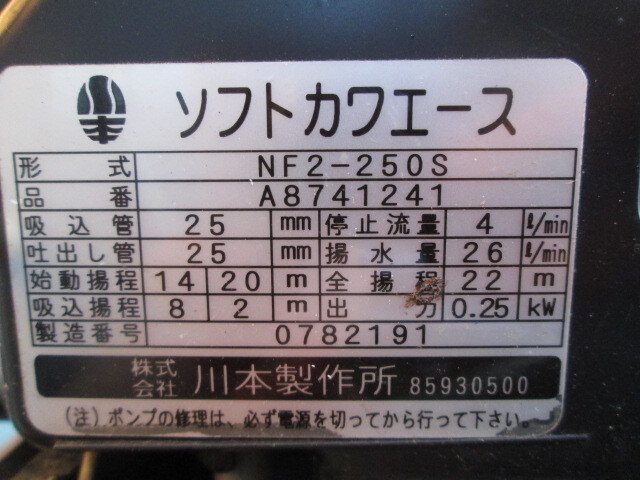 ソフトカワエース
形式 NF2-250S
品番 A8741241
吸込管 25 mm 停止流量 4 ℓ/min
吐出し管 25 mm 揚水量 26 ℓ/min
始動揚程 14 20 m 全揚程 22 m
吸込揚程 8 2 m 出力 0.25 kW
製造番号 0782191
株式会社 川本製作所 85930500
(注)ポンプの修理は、必ず電源を切ってから行って下さい。